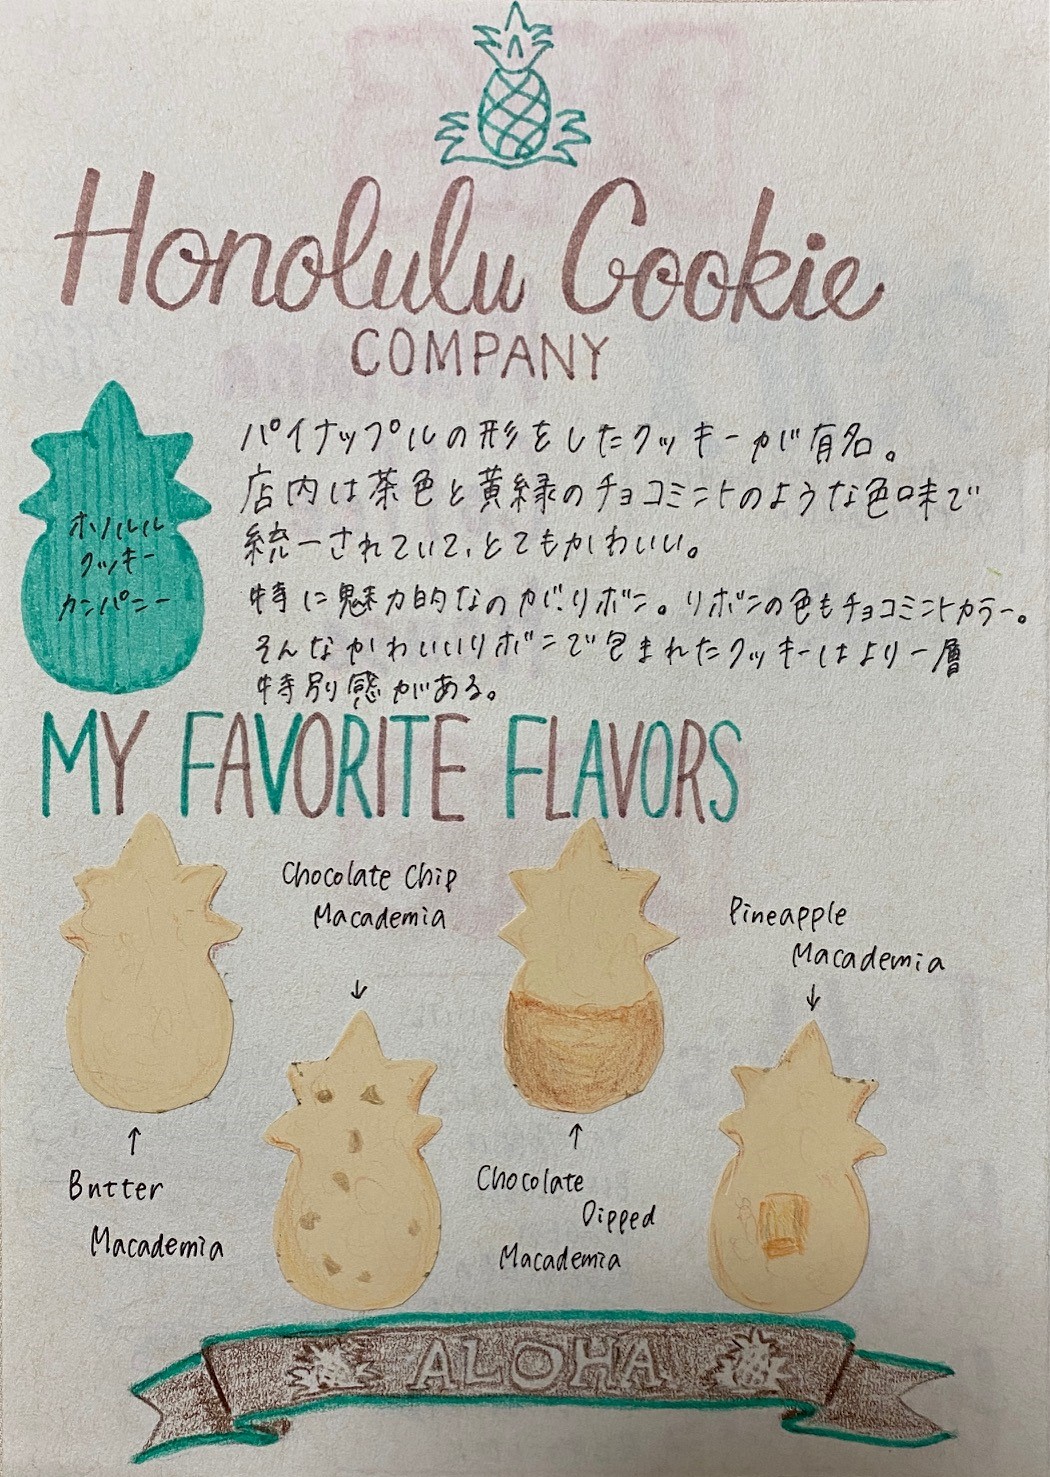 Honolulu Cookie
COMPANY
ホノルル
クッキー
カンパニー
パイナップルの形をしたクッキーが有名。
店内は茶色と黄緑のチョコミントのような色味で
統一されていて、とてもかわいい。
特に魅力的なのが、リボン。リボンの色もチョコミントカラー。
そんなかわいいリボンで包まれたクッキーはより一層
特別感がある。
MY FAVORITE FLAVORS
Chocolate Chip
Macademia
Pineapple
Macademia
↓
↓
↑
Butter
Macademia
↑
Chocolate
Dipped
Macademia
ALOHA